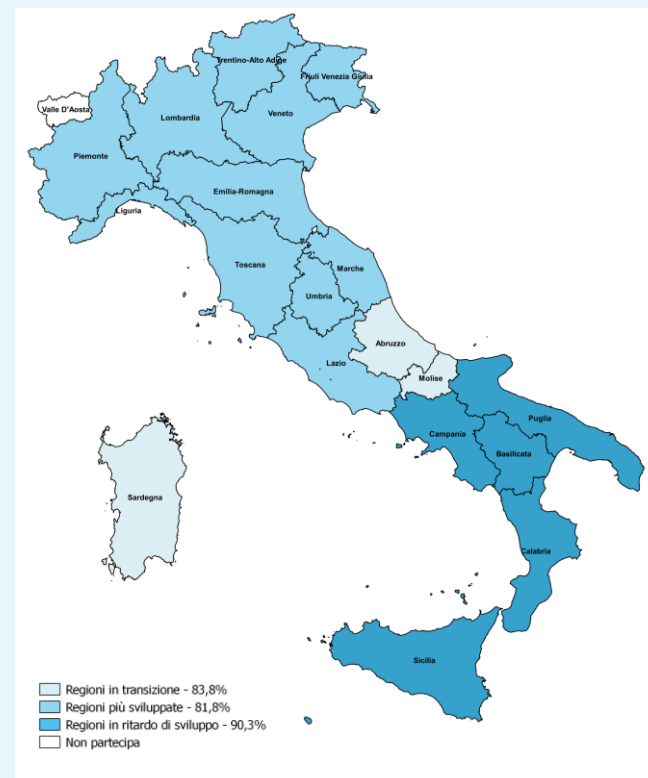 Trentino-Alto Adige
Friuli Venezia Giulia
Valle D'Aosta
Lombardia
Veneto
Piemonte
Emilia-Romagna
Liguria
Toscana
Marche
Umbria
Abruzzo
Lazio
Molise
Puglia
Campania
Basilicata
Sardegna
Calabria
Sicilia
Regioni in transizione - 83,8%
Regioni più sviluppate - 81,8%
Regioni in ritardo di sviluppo - 90,3%
Non partecipa